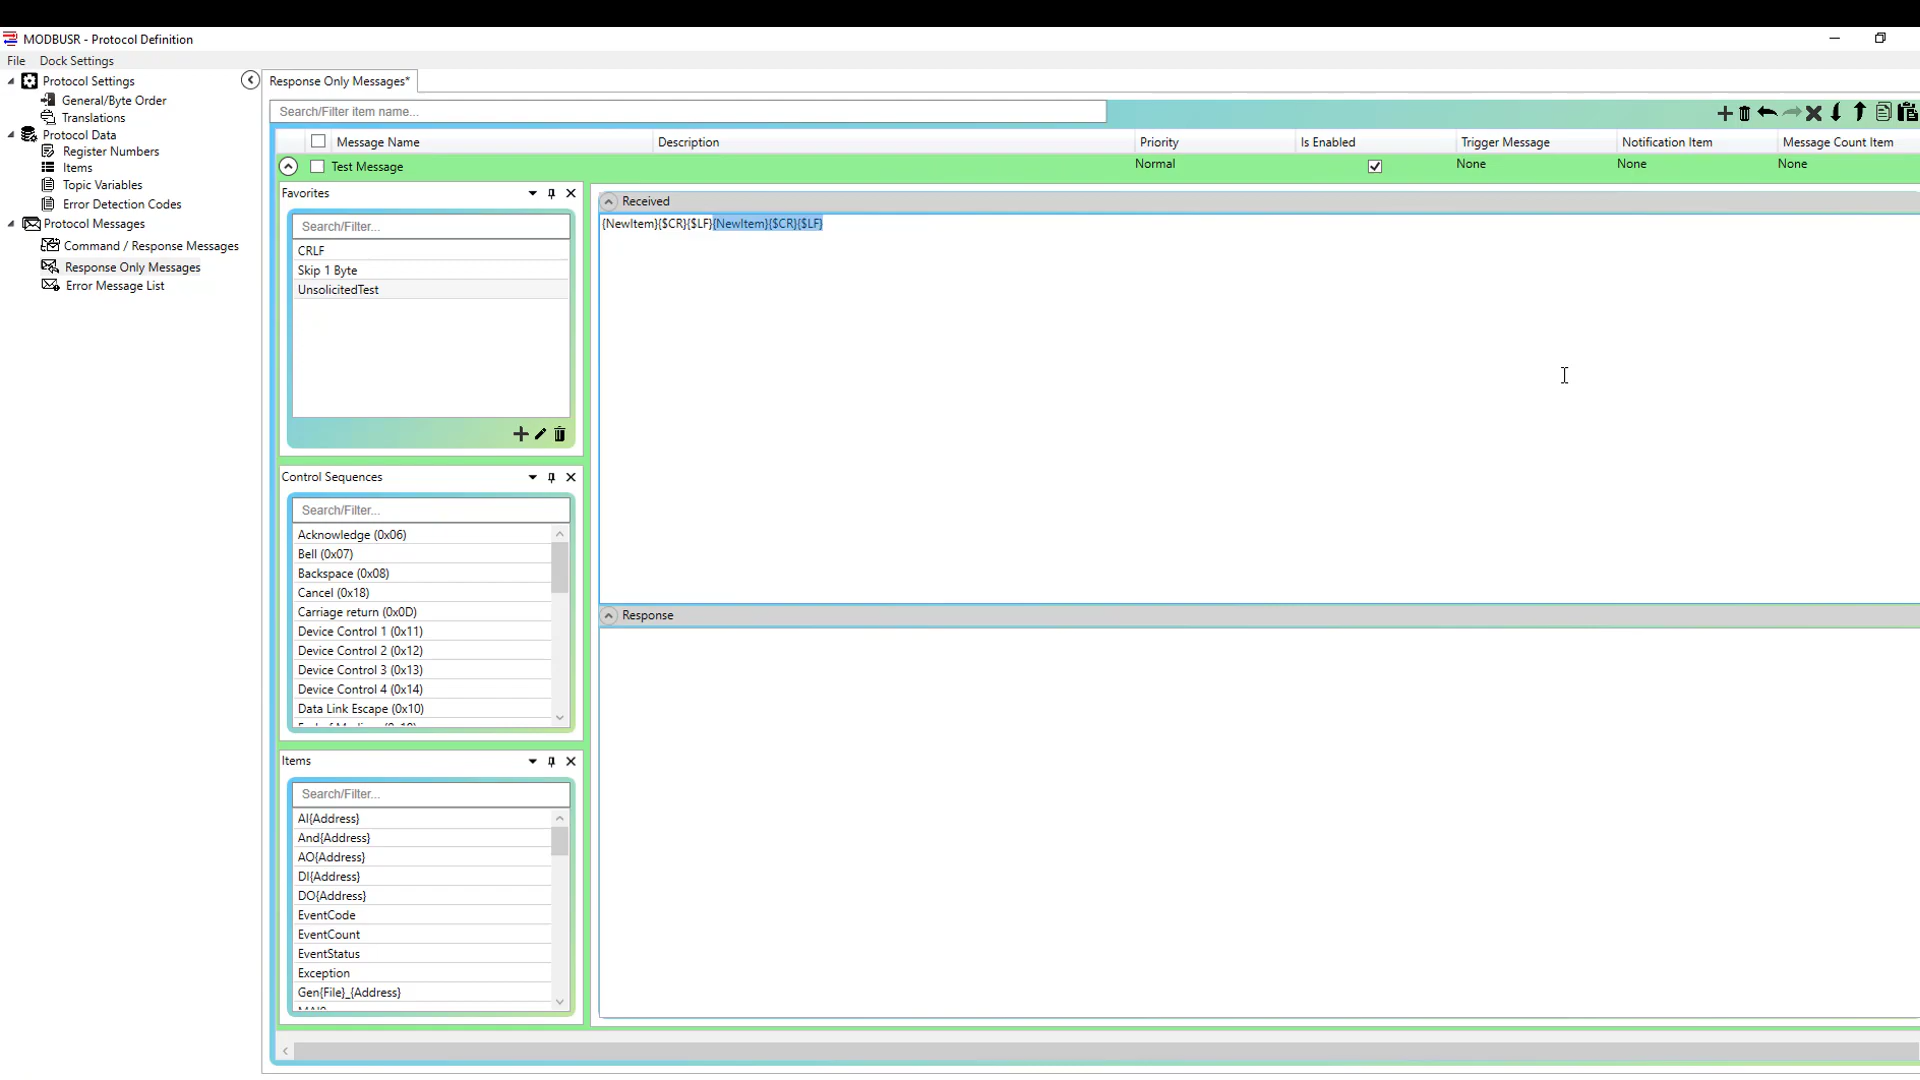 MODBUSR - Protocol Definition
File Dock Settings
Protocol Settings
General/Byte Order
Translations
Protocol Data
Register Numbers
Items
Topic Variables
Error Detection Codes
Protocol Messages
Command / Response Messages
Response Only Messages
Error Message List
Response Only Messages*
Search/Filter item name...
Message Name Description Priority Is Enabled Trigger Message Notification Item Message Count Item
Test Message Normal None None None
Favorites
Search/Filter...
CRLF
Skip 1 Byte
UnsolicitedTest
Control Sequences
Search/Filter...
Acknowledge (0x06)
Bell (0x07)
Backspace (0x08)
Cancel (0x18)
Carriage return (0x0D)
Device Control 1 (0x11)
Device Control 2 (0x12)
Device Control 3 (0x13)
Device Control 4 (0x14)
Data Link Escape (0x10)
Items
Search/Filter...
AI{Address}
And{Address}
AO{Address}
DI{Address}
DO{Address}
EventCode
EventCount
EventStatus
Exception
Gen{File}_{Address}
Received
{NewItem}{$CR}{$LF}{NewItem}{$CR}{$LF}
Response